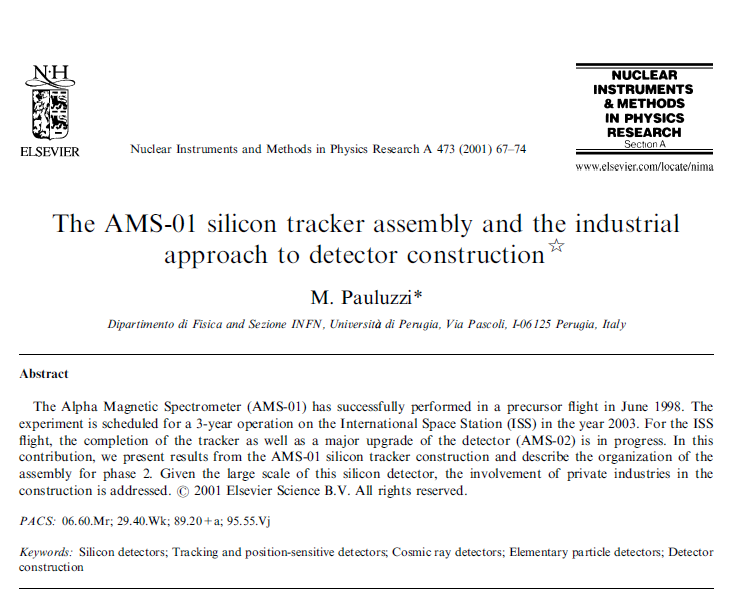 N·H
ELSEVIER
Nuclear Instruments and Methods in Physics Research A 473 (2001) 67–74
NUCLEAR
INSTRUMENTS
& METHODS
IN PHYSICS
RESEARCH
Section A
www.elsevier.com/locate/nima
The AMS-01 silicon tracker assembly and the industrial
approach to detector construction☆
M. Pauluzzi*
Dipartimento di Fisica and Sezione INFN, Università di Perugia, Via Pascoli, I-06125 Perugia, Italy
Abstract
The Alpha Magnetic Spectrometer (AMS-01) has successfully performed in a precursor flight in June 1998. The
experiment is scheduled for a 3-year operation on the International Space Station (ISS) in the year 2003. For the ISS
flight, the completion of the tracker as well as a major upgrade of the detector (AMS-02) is in progress. In this
contribution, we present results from the AMS-01 silicon tracker construction and describe the organization of the
assembly for phase 2. Given the large scale of this silicon detector, the involvement of private industries in the
construction is addressed. © 2001 Elsevier Science B.V. All rights reserved.
PACS: 06.60.Mr; 29.40.Wk; 89.20+a; 95.55.Vj
Keywords: Silicon detectors; Tracking and position-sensitive detectors; Cosmic ray detectors; Elementary particle detectors; Detector
construction